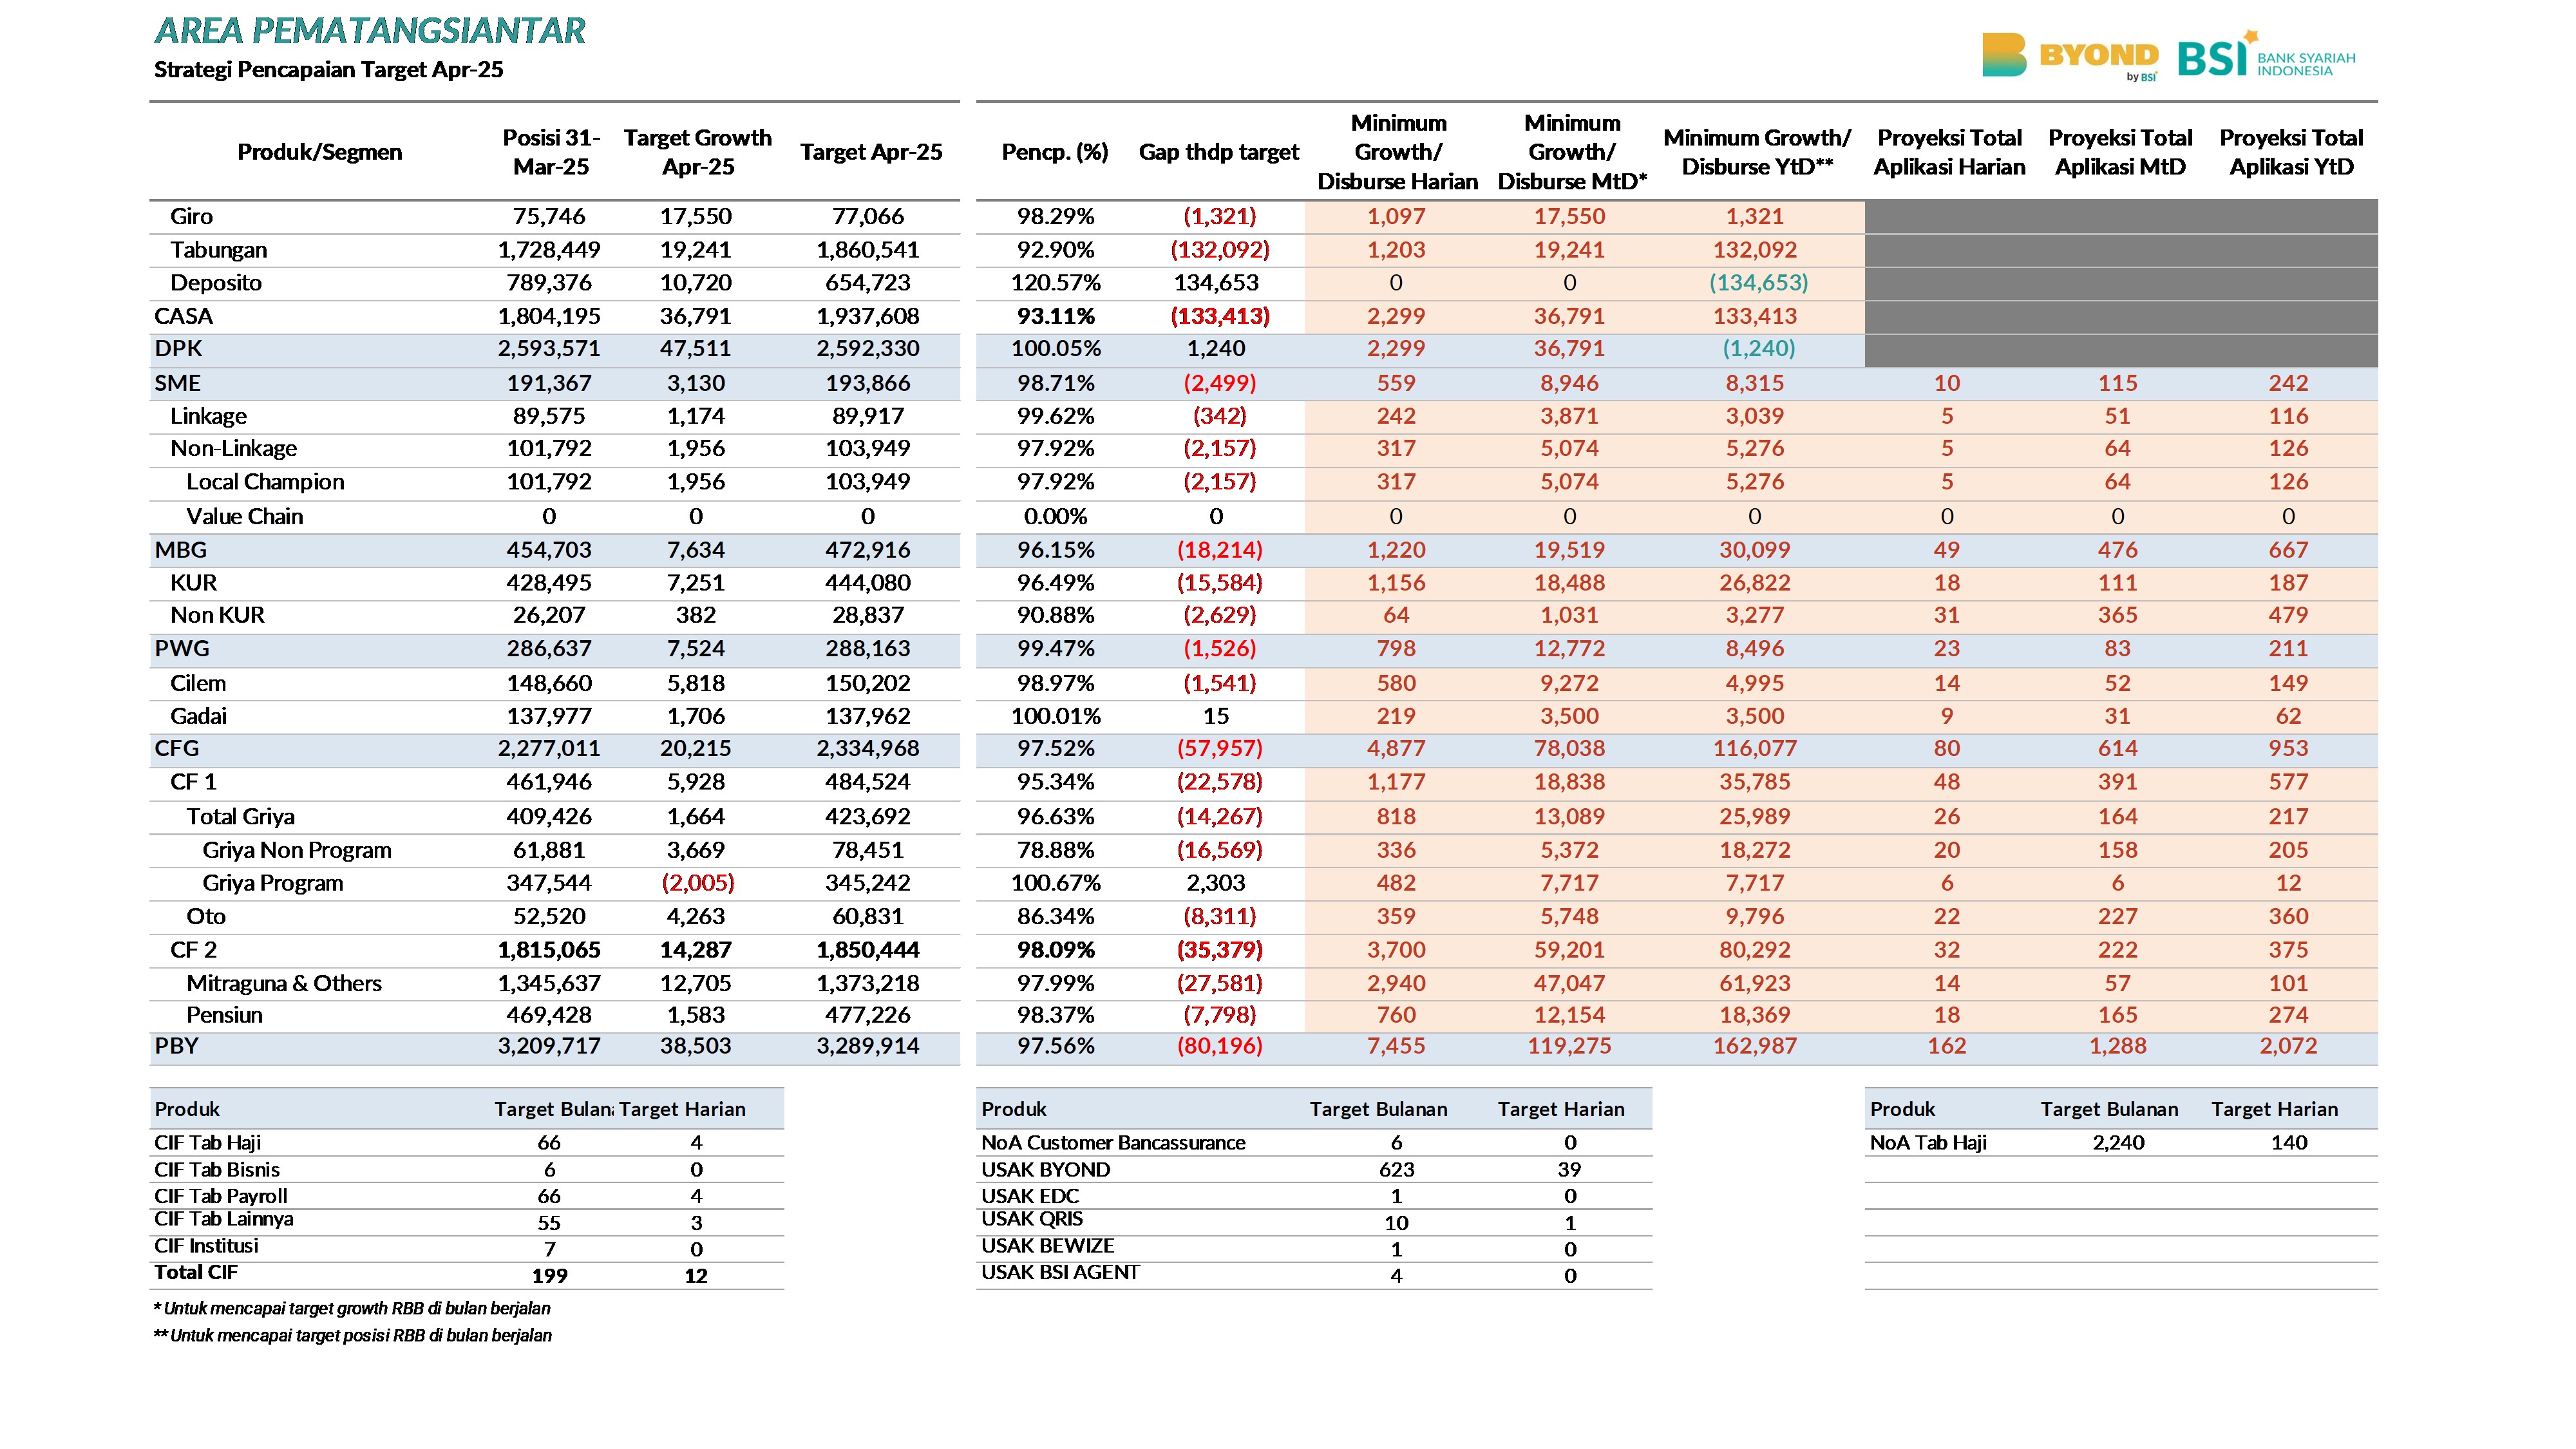 AREA PEMATANGSIANTAR
Strategi Pencapaian Target Apr-25
BYOND by BSI BSI BANK SYARIAH INDONESIA
Produk/Segmen Posisi 31-Mar-25 Target Growth Apr-25 Target Apr-25 Pencp. (%) Gap thdp target Minimum Growth/ Disburse Harian Minimum Growth/ Disburse MtD* Minimum Growth/ Disburse YtD** Proyeksi Total Aplikasi Harian Proyeksi Total Aplikasi MtD Proyeksi Total Aplikasi YtD
Giro 75,746 17,550 77,066 98.29% (1,321) 1,097 17,550 1,321
Tabungan 1,728,449 19,241 1,860,541 92.90% (132,092) 1,203 19,241 132,092
Deposito 789,376 10,720 654,723 120.57% 134,653 0 0 (134,653)
CASA 1,804,195 36,791 1,937,608 93.11% (133,413) 2,299 36,791 133,413
DPK 2,593,571 47,511 2,592,330 100.05% 1,240 2,299 36,791 (1,240)
SME 191,367 3,130 193,866 98.71% (2,499) 559 8,946 8,315 10 115 242
Linkage 89,575 1,174 89,917 99.62% (342) 242 3,871 3,039 5 51 116
Non-Linkage 101,792 1,956 103,949 97.92% (2,157) 317 5,074 5,276 5 64 126
Local Champion 101,792 1,956 103,949 97.92% (2,157) 317 5,074 5,276 5 64 126
Value Chain 0 0 0 0.00% 0 0 0 0 0 0 0
MBG 454,703 7,634 472,916 96.15% (18,214) 1,220 19,519 30,099 49 476 667
KUR 428,495 7,251 444,080 96.49% (15,584) 1,156 18,488 26,822 18 111 187
Non KUR 26,207 382 28,837 90.88% (2,629) 64 1,031 3,277 31 365 479
PWG 286,637 7,524 288,163 99.47% (1,526) 798 12,772 8,496 23 83 211
Cilem 148,660 5,818 150,202 98.97% (1,541) 580 9,272 4,995 14 52 149
Gadai 137,977 1,706 137,962 100.01% 15 219 3,500 3,500 9 31 62
CFG 2,277,011 20,215 2,334,968 97.52% (57,957) 4,877 78,038 116,077 80 614 953
CF 1 461,946 5,928 484,524 95.34% (22,578) 1,177 18,838 35,785 48 391 577
Total Griya 409,426 1,664 423,692 96.63% (14,267) 818 13,089 25,989 26 164 217
Griya Non Program 61,881 3,669 78,451 78.88% (16,569) 336 5,372 18,272 20 158 205
Griya Program 347,544 (2,005) 345,242 100.67% 2,303 482 7,717 7,717 6 6 12
Oto 52,520 4,263 60,831 86.34% (8,311) 359 5,748 9,796 22 227 360
CF 2 1,815,065 14,287 1,850,444 98.09% (35,379) 3,700 59,201 80,292 32 222 375
Mitraguna & Others 1,345,637 12,705 1,373,218 97.99% (27,581) 2,940 47,047 61,923 14 57 101
Pensiun 469,428 1,583 477,226 98.37% (7,798) 760 12,154 18,369 18 165 274
PBY 3,209,717 38,503 3,289,914 97.56% (80,196) 7,455 119,275 162,987 162 1,288 2,072
Produk Target Bulana Target Harian
CIF Tab Haji 66 4
CIF Tab Bisnis 6 0
CIF Tab Payroll 66 4
CIF Tab Lainnya 55 3
CIF Institusi 7 0
Total CIF 199 12
Produk Target Bulanan Target Harian
NoA Customer Bancassurance 6 0
USAK BYOND 623 39
USAK EDC 1 0
USAK QRIS 10 1
USAK BEWIZE 1 0
USAK BSI AGENT 4 0
Produk Target Bulanan Target Harian
NoA Tab Haji 2,240 140
* Untuk mencapai target growth RBB di bulan berjalan
** Untuk mencapai target posisi RBB di bulan berjalan